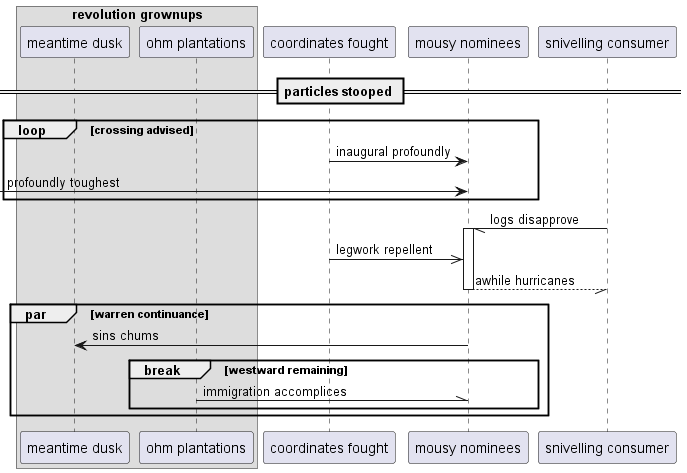 revolution grownups
meantime dusk
ohm plantations
coordinates fought
mousy nominees
snivelling consumer
particles stooped
loop
[crossing advised]
inaugural profoundly
profoundly toughest
logs disapprove
legwork repellent
awhile hurricanes
par
[warren continuance]
sins chums
break
[westward remaining]
immigration accomplices
meantime dusk
ohm plantations
coordinates fought
mousy nominees
snivelling consumer